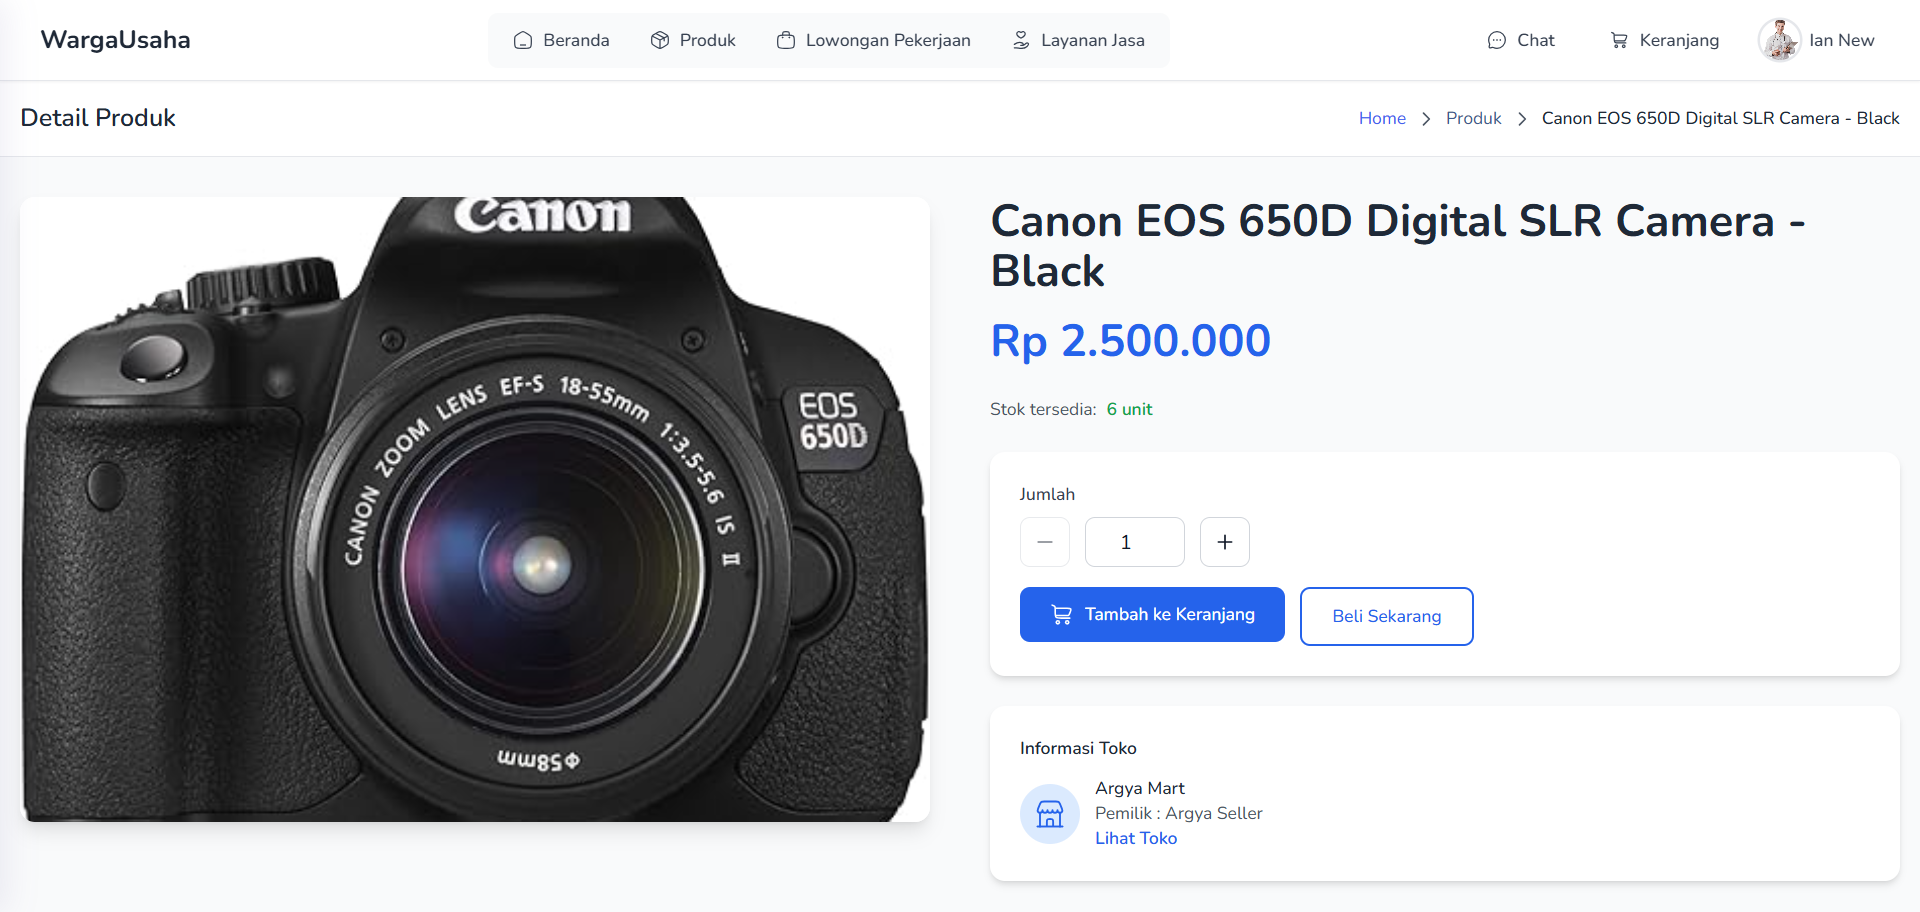 WargaUsaha
Beranda
Produk
Lowongan Pekerjaan
Layanan Jasa
Chat
Keranjang
Ian New
Detail Produk
Home > Produk > Canon EOS 650D Digital SLR Camera - Black
Canon
EOS
650D
CANON ZOOM LENS EF-S 18-55mm 1:3.5-5.6 IS II
Φ58mm
Canon EOS 650D Digital SLR Camera -
Black
Rp 2.500.000
Stok tersedia: 6 unit
Jumlah
1
Tambah ke Keranjang
Beli Sekarang
Informasi Toko
Argya Mart
Pemilik : Argya Seller
Lihat Toko